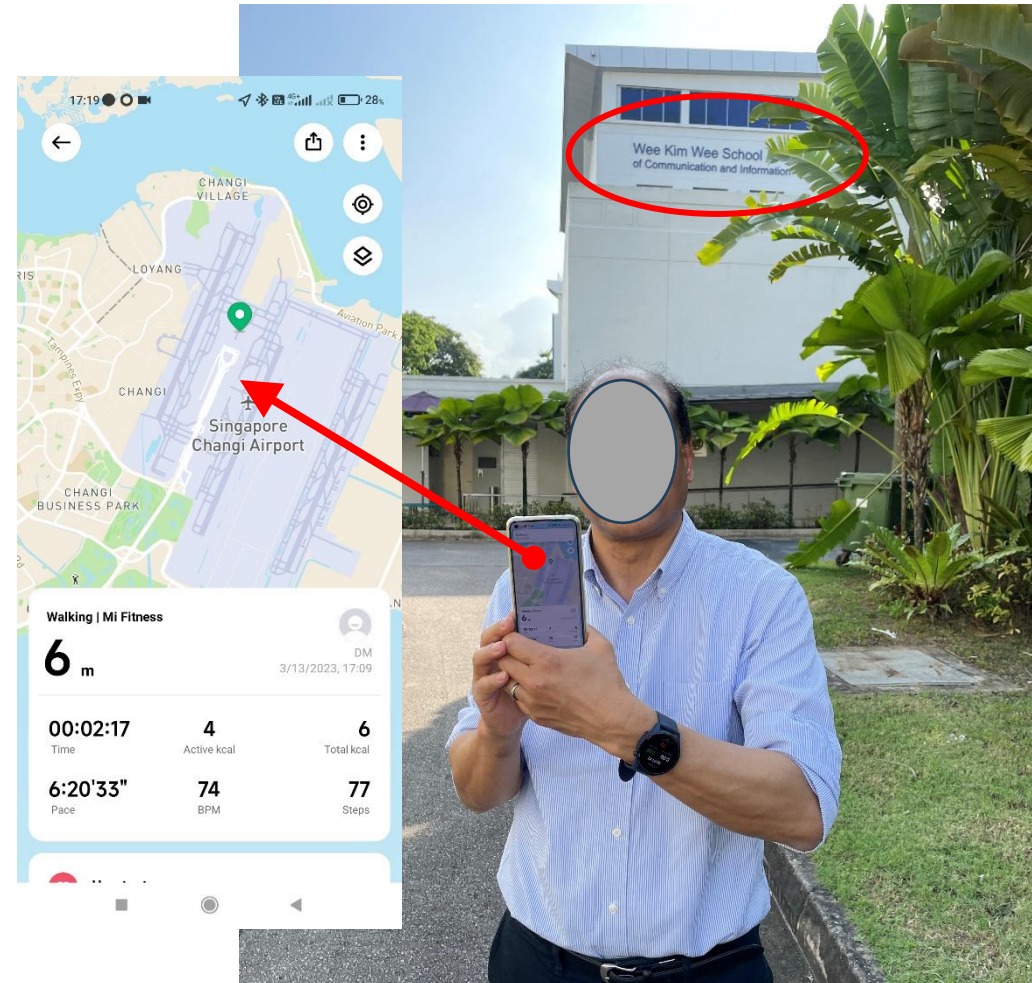 17:19
4G+
28%
CHANGI
VILLAGE
RIS
LOYANG
Aviation Park
Tampines Expy
CHANGI
Singapore
Changi Airport
CHANGI
BUSINESS PARK
Walking | Mi Fitness
6 m
DM
3/13/2023, 17:09
00:02:17
4
6
Time
Active kcal
Total kcal
6:20'33"
74
77
Pace
BPM
Steps
Wee Kim Wee School
of Communication and Information